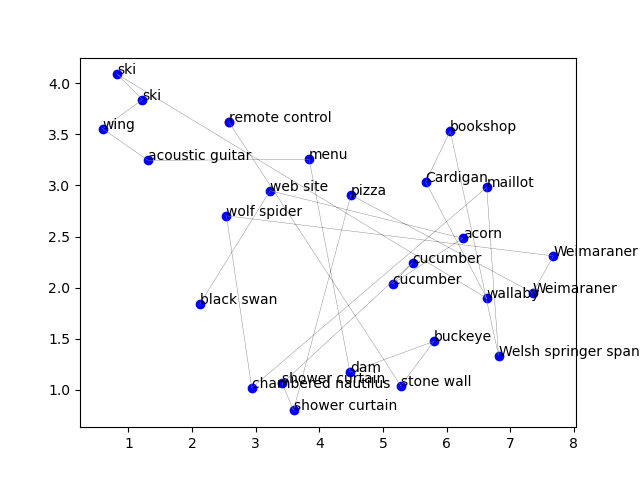 ski
4.0
ski
remote control
3.5
wing
bookshop
acoustic guitar
menu
3.0
web site
pizza
Cardigan
maillot
wolf spider
2.5
acorn
cucumber
Weimaraner
2.0
cucumber
black swan
wallaby
Weimaraner
1.5
buckeye
Welsh springer span
dam
1.0
chambered nautilus
shower curtain
stone wall
shower curtain
1 2 3 4 5 6 7 8